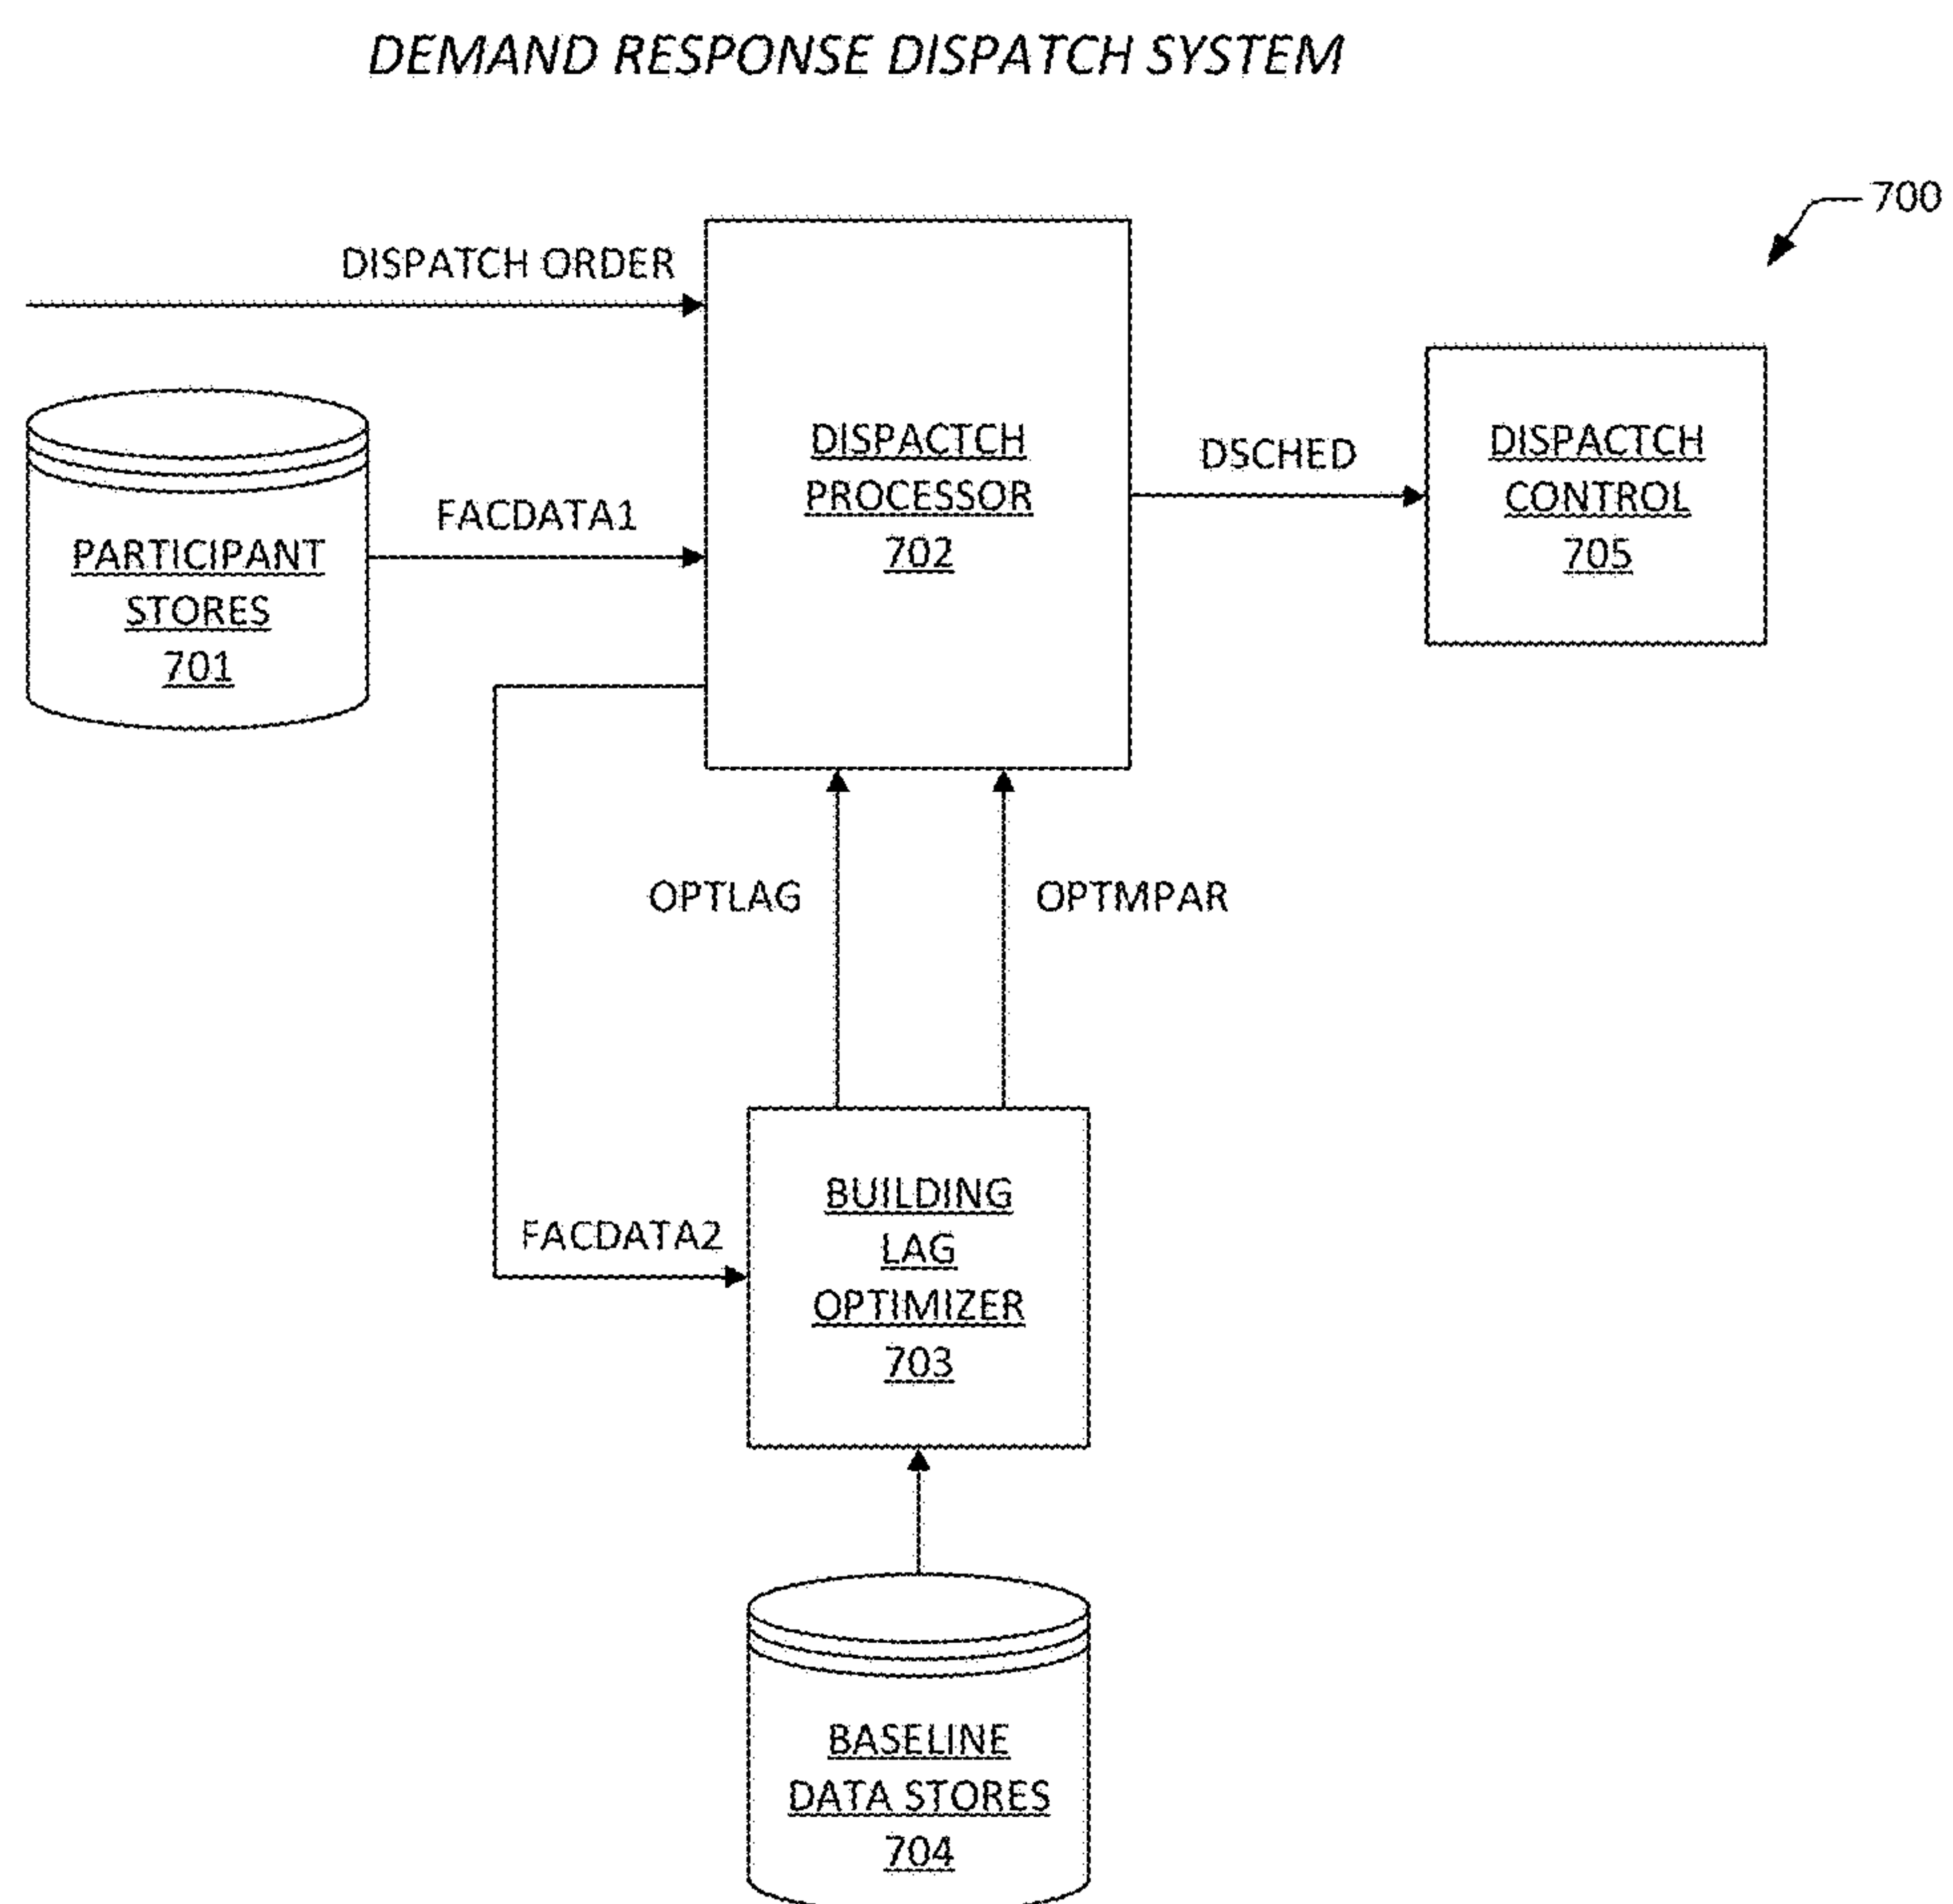 DEMAND RESPONSE DISPATCH SYSTEM
700
DISPATCH ORDER
DISPACTCH
PROCESSOR
702
DSCHED
DISPACTCH
CONTROL
705
FACDATA1
PARTICIPANT
STORES
701
OPTLAG
OPTMPAR
FACDATA2
BUILDING
LAG
OPTIMIZER
703
BASELINE
DATA STORES
704